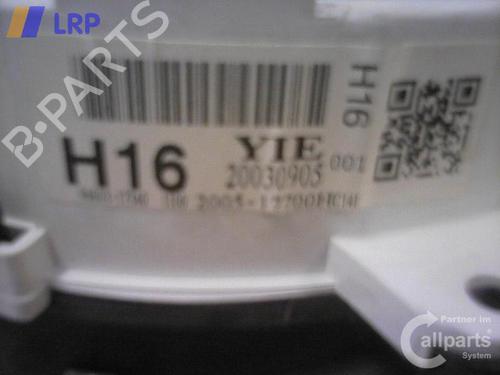 LRP
B-PARTS
H16
H16
YIE
20030905
001
Partner im
Callparts
System